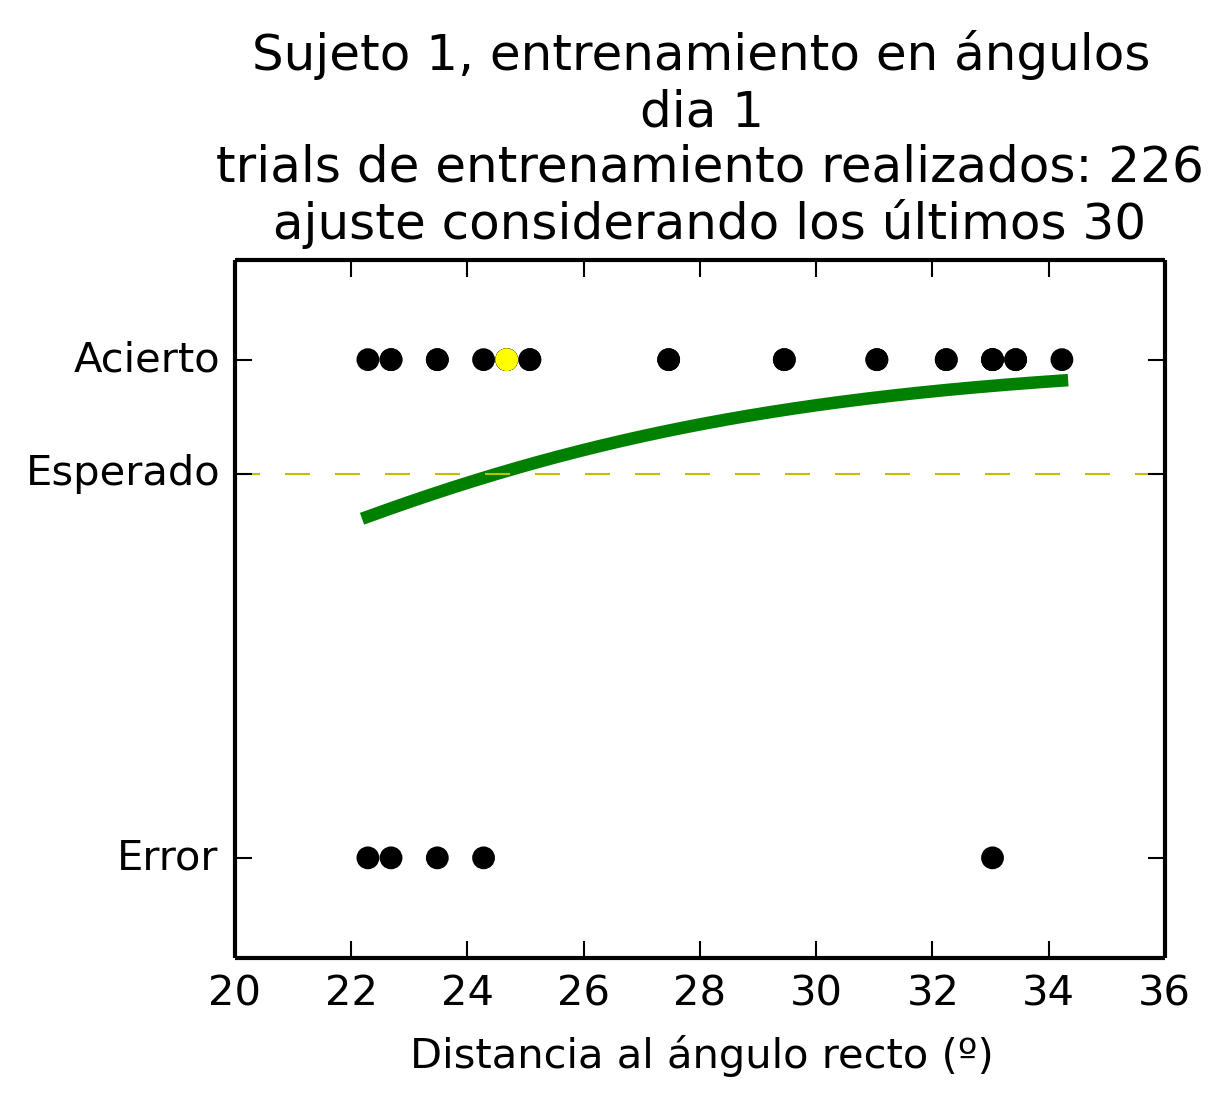 Sujeto 1, entrenamiento en ángulos
dia 1
trials de entrenamiento realizados: 226
ajuste considerando los últimos 30
Acierto
Esperado
Error
20 22 24 26 28 30 32 34 36
Distancia al ángulo recto (º)